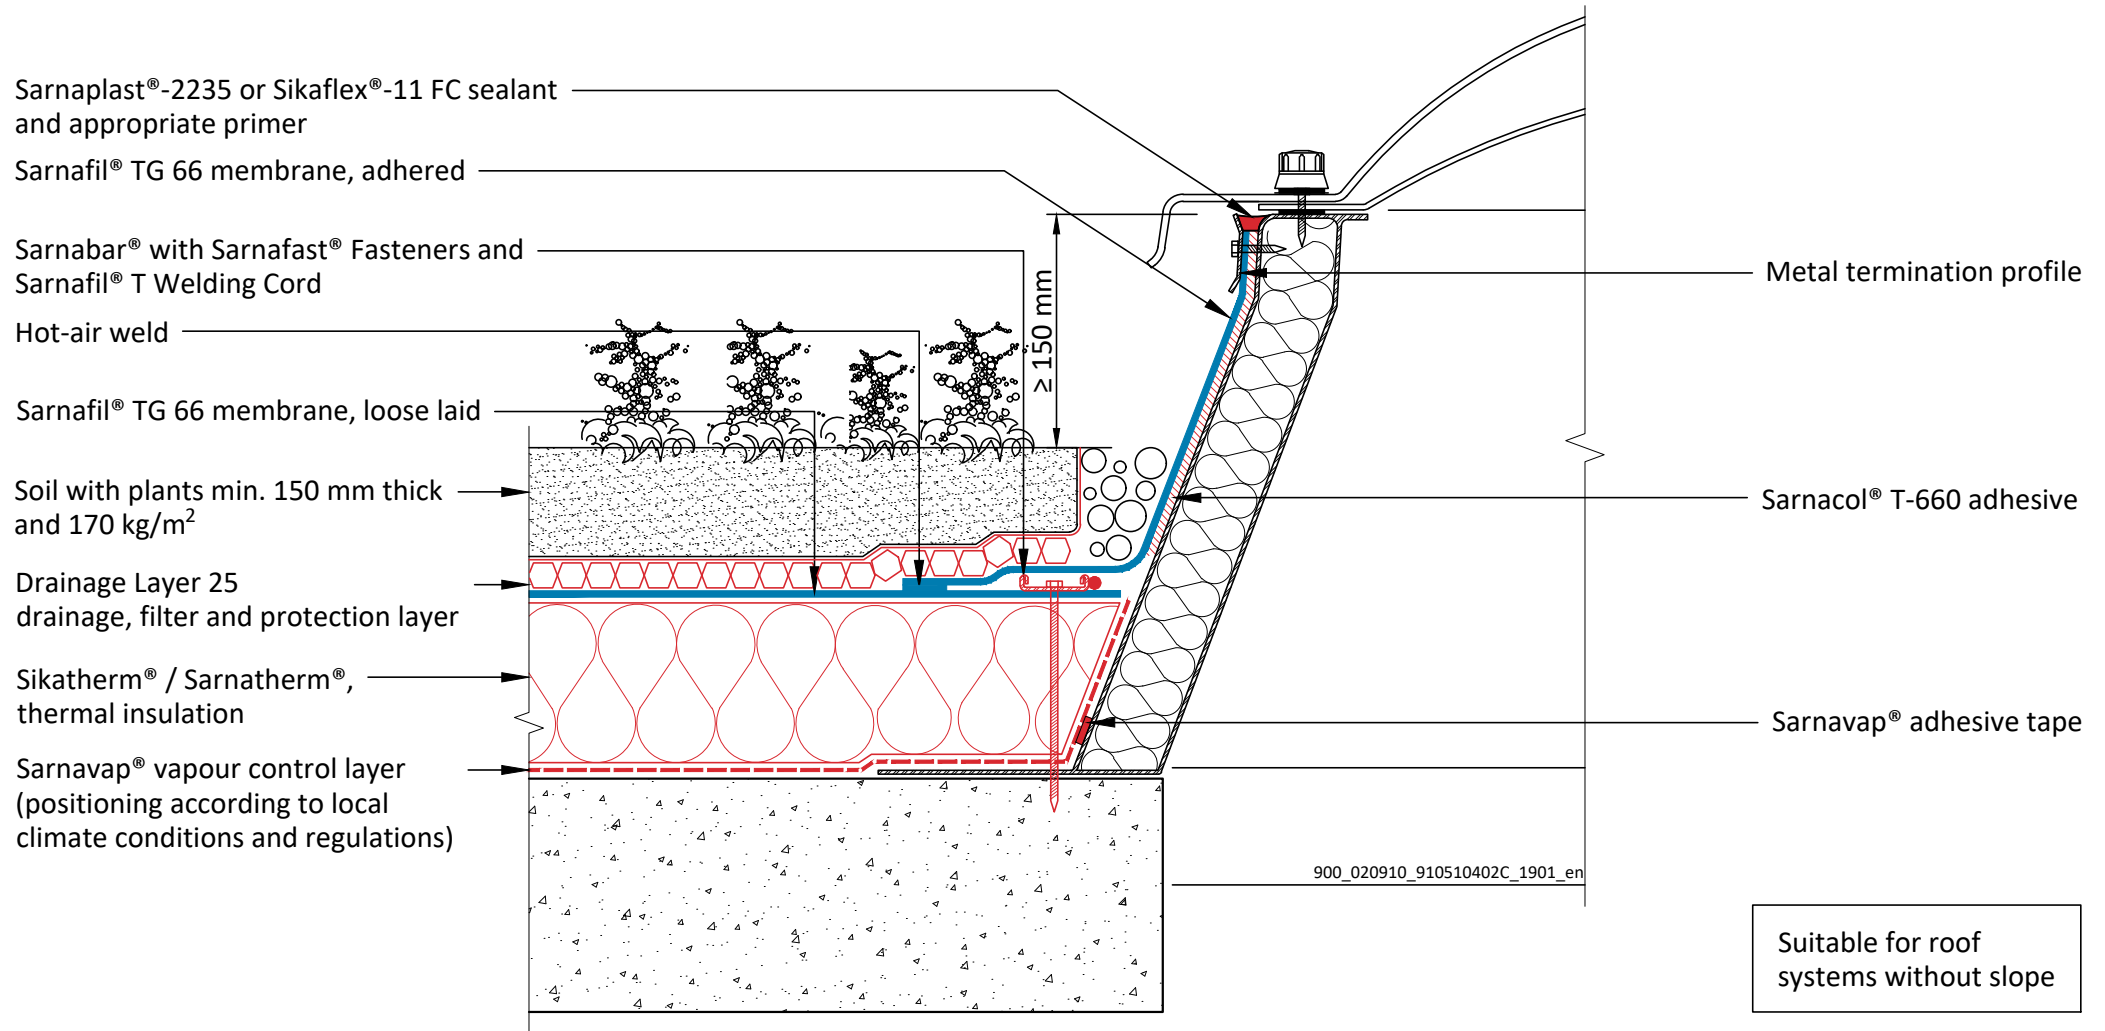 Sarnaplast®-2235 or Sikaflex®-11 FC sealant
and appropriate primer
Sarnafil® TG 66 membrane, adhered
Sarnabar® with Sarnafast® Fasteners and
Sarnafil® T Welding Cord
Hot-air weld
Sarnafil® TG 66 membrane, loose laid
Soil with plants min. 150 mm thick
and 170 kg/m²
Drainage Layer 25
drainage, filter and protection layer
Sikatherm® / Sarnatherm®,
thermal insulation
Sarnavap® vapour control layer
(positioning according to local
climate conditions and regulations)
≥ 150 mm
Metal termination profile
Sarnacol® T-660 adhesive
Sarnavap® adhesive tape
900_020910_910510402C_1901_en
Suitable for roof
systems without slope